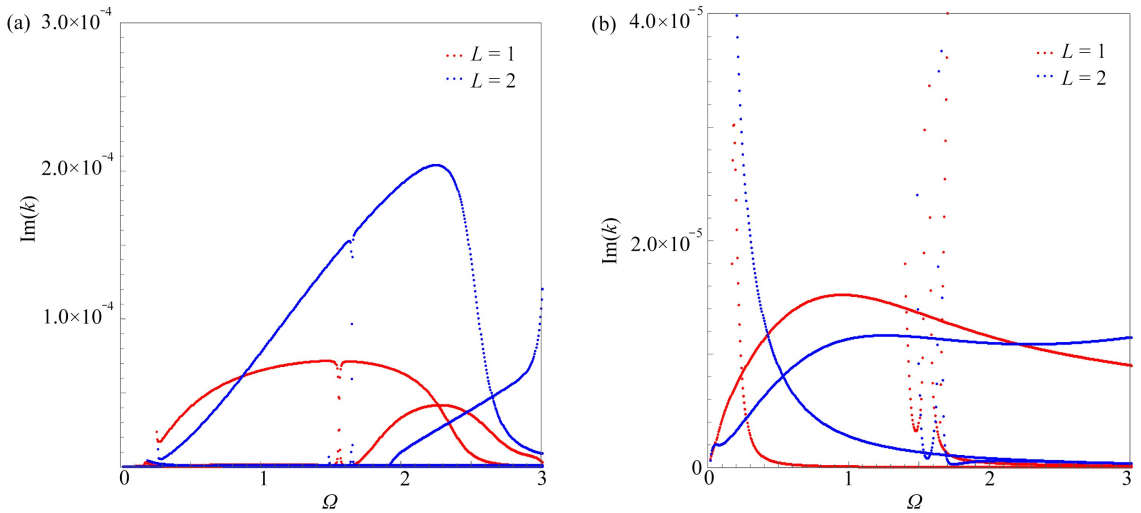 (a)
3.0×10⁻⁴
2.0×10⁻⁴
1.0×10⁻⁴
Im(k)
L = 1
L = 2
0
1
2
3
Ω
(b)
4.0×10⁻⁵
2.0×10⁻⁵
0
Im(k)
L = 1
L = 2
0
1
2
3
Ω